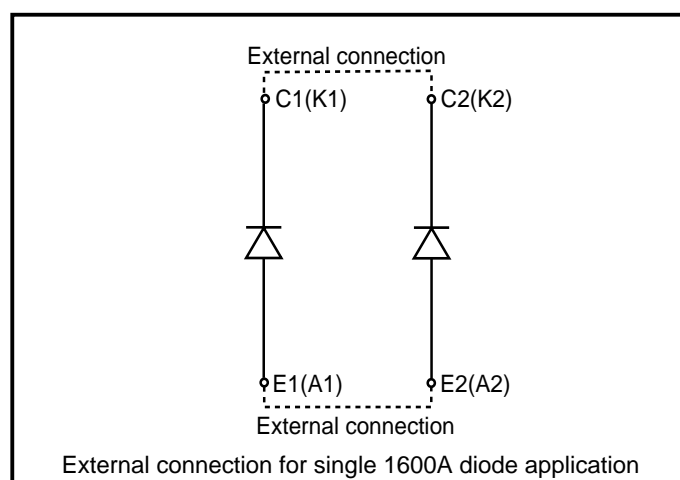 External connection
C1(K1) C2(K2)
E1(A1) E2(A2)
External connection
External connection for single 1600A diode application